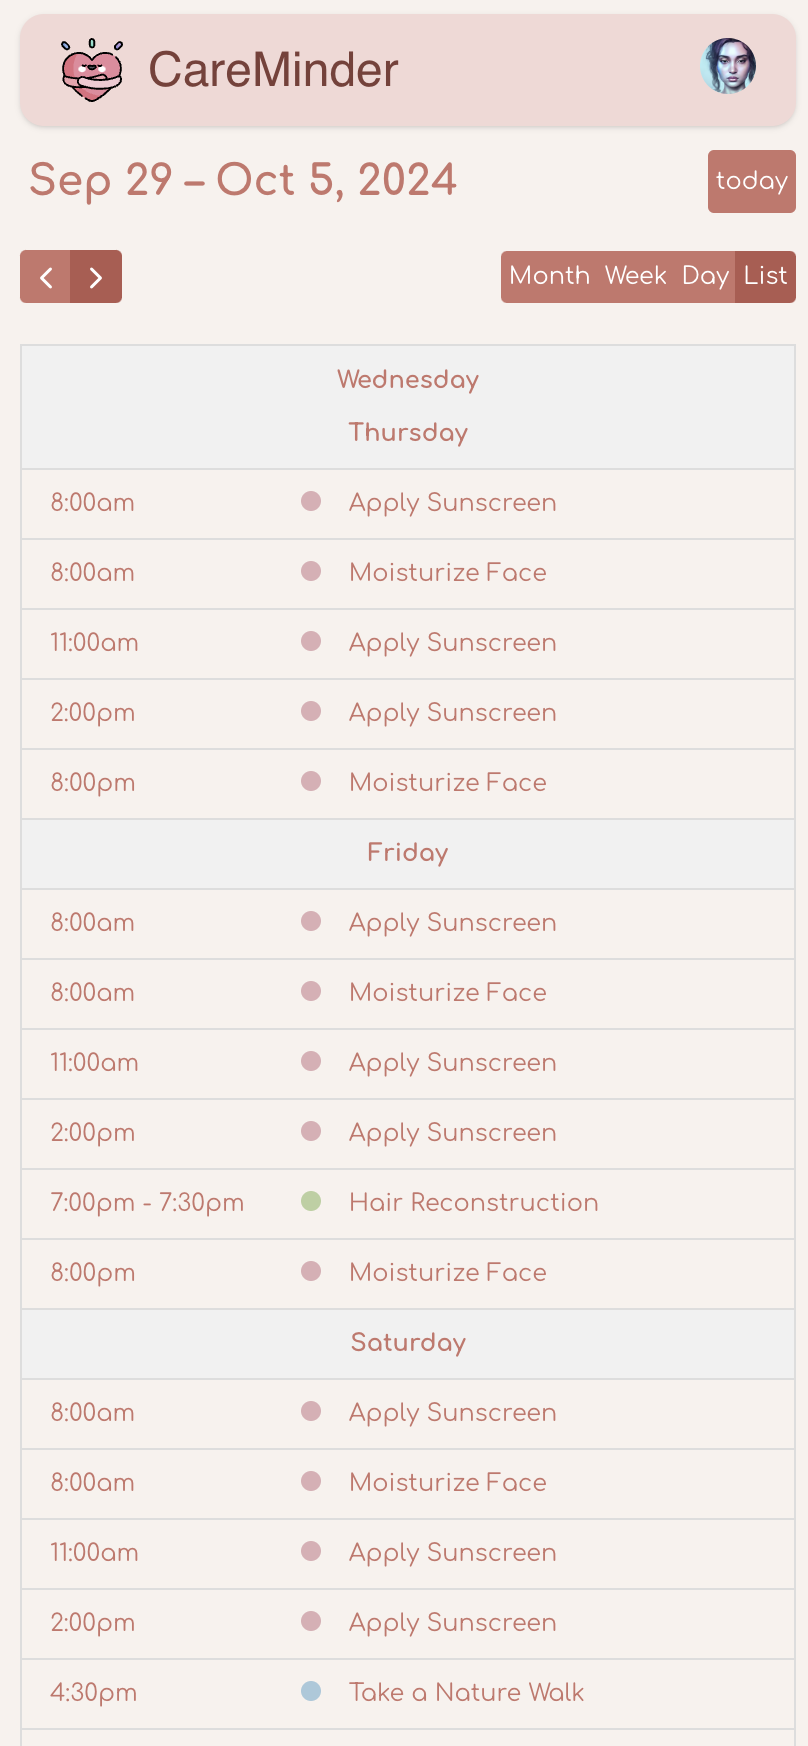 CareMinder
Sep 29 – Oct 5, 2024
today
Month Week Day List
Wednesday
Thursday
8:00am Apply Sunscreen
8:00am Moisturize Face
11:00am Apply Sunscreen
2:00pm Apply Sunscreen
8:00pm Moisturize Face
Friday
8:00am Apply Sunscreen
8:00am Moisturize Face
11:00am Apply Sunscreen
2:00pm Apply Sunscreen
7:00pm - 7:30pm Hair Reconstruction
8:00pm Moisturize Face
Saturday
8:00am Apply Sunscreen
8:00am Moisturize Face
11:00am Apply Sunscreen
2:00pm Apply Sunscreen
4:30pm Take a Nature Walk